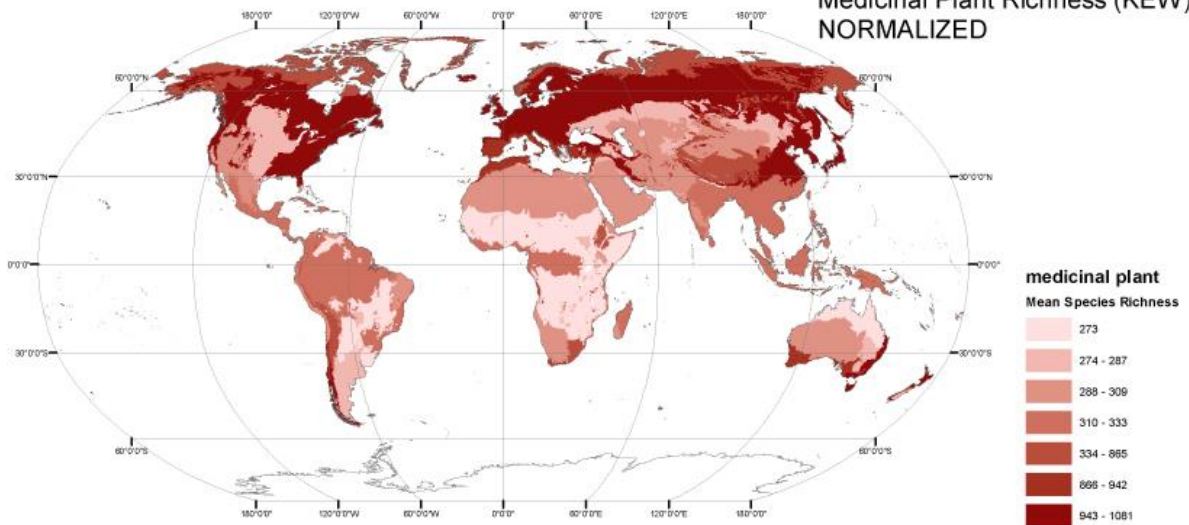 Medicinal Plant Richness (KEW)
NORMALIZED
180°0'0" 120°0'0"W 60°0'0"W 0°0'0" 60°0'0"E 120°0'0"E 180°0'0"
60°0'0"N 60°0'0"N
30°0'0"N 30°0'0"N
0°0'0" 0°0'0"
30°0'0"S 30°0'0"S
60°0'0"S 60°0'0"S
180°0'0" 120°0'0"W 60°0'0"W 0°0'0" 60°0'0"E 120°0'0"E 180°0'0"
medicinal plant
Mean Species Richness
273
274 - 287
288 - 309
310 - 333
334 - 865
866 - 942
943 - 1081